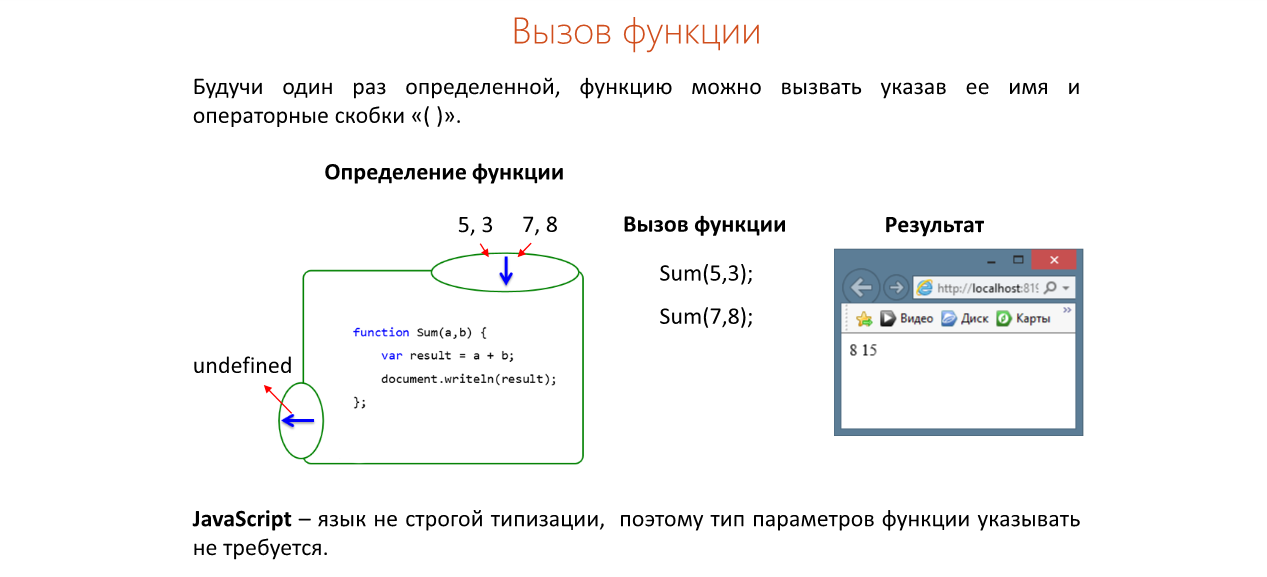 Вызов функции
Будучи один раз определенной, функцию можно вызвать указав ее имя и
операторные скобки «( )».
Определение функции
5, 3 7, 8
function Sum(a,b) {
var result = a + b;
document.writeln(result);
};
undefined
Вызов функции
Sum(5,3);
Sum(7,8);
Результат
http://localhost:819
Видео Диск Карты »
8 15
JavaScript – язык не строгой типизации, поэтому тип параметров функции указывать
не требуется.